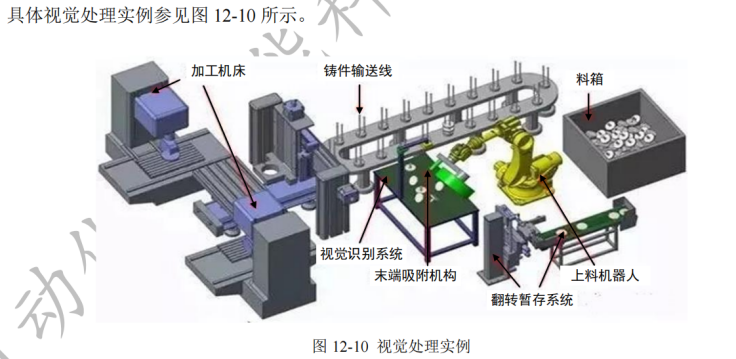 具体视觉处理实例参见图 12-10 所示。
加工机床
铸件输送线
料箱
视觉识别系统
末端吸附机构
上料机器人
翻转暂存系统
图 12-10 视觉处理实例